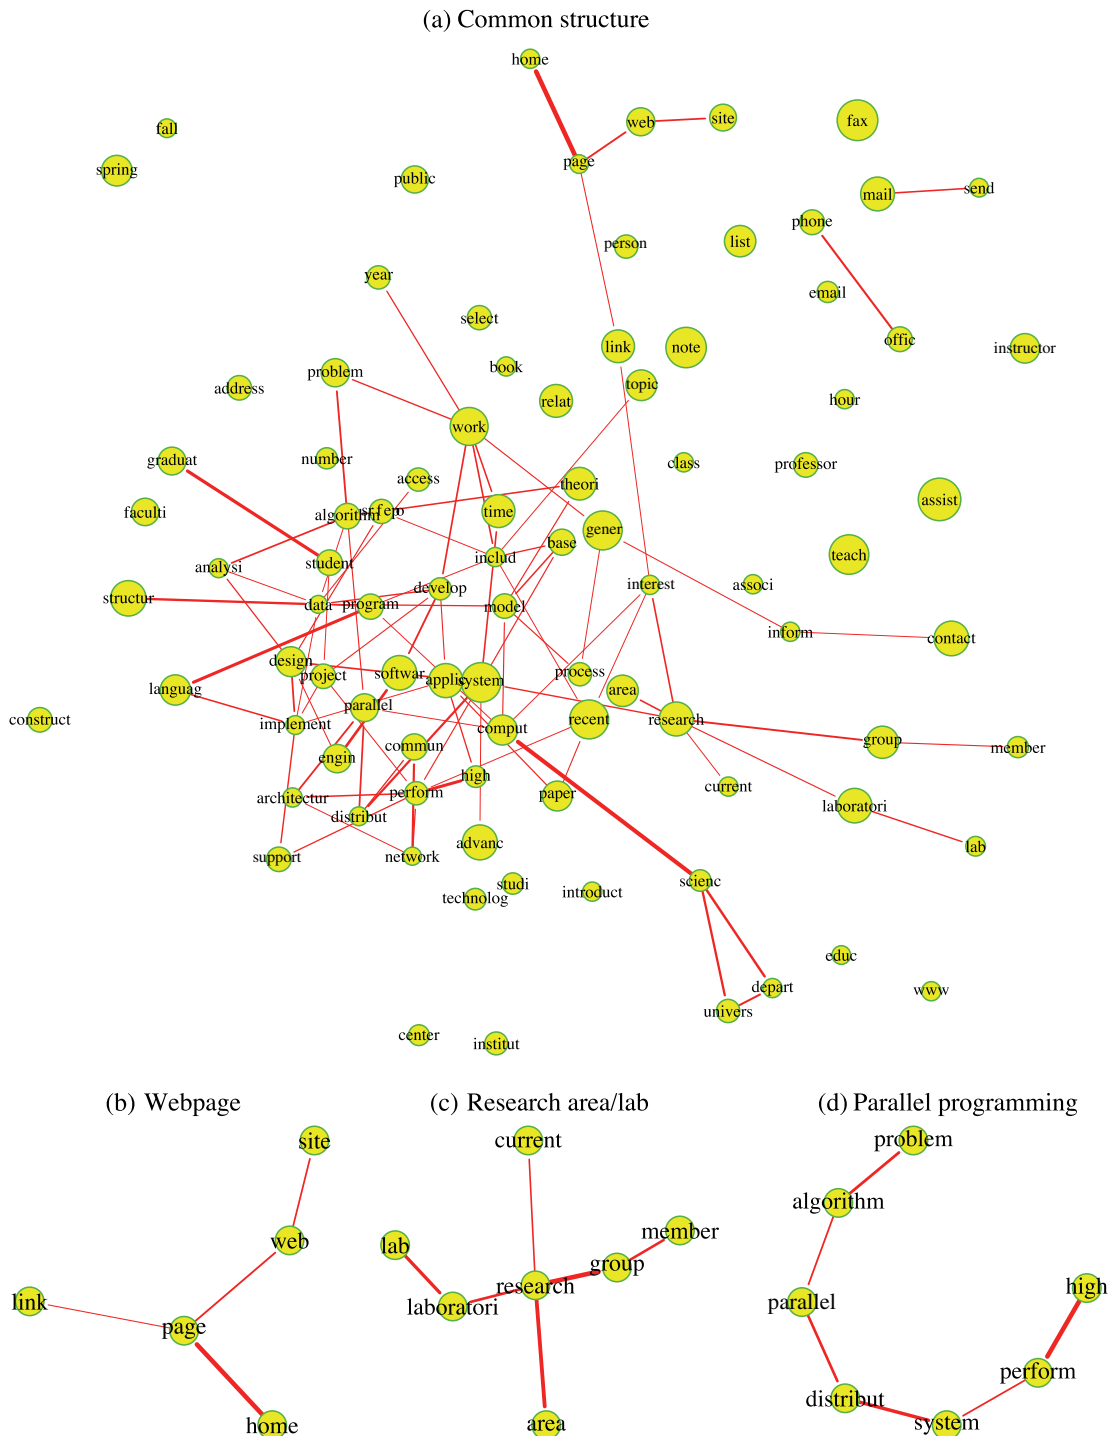 (a) Common structure
home
web
site
fax
fall
page
spring
public
mail
send
phone
person
list
year
email
select
offic
link
note
instructor
book
problem
topic
address
relat
hour
work
graduat
number
class
professor
access
theori
assist
faculti
algorithm
time
gener
base
includ
teach
analysi
student
develop
interest
associ
structur
data
program
model
inform
contact
design
project
softwar
applic
system
process
area
languag
construct
implement
parallel
comput
recent
research
group
member
engin
commun
high
current
architectur
perform
paper
laboratori
distribut
advanc
lab
support
network
scienc
studi
technolog
introduct
educ
depart
www
univers
center
institut
(b) Webpage
(c) Research area/lab
(d) Parallel programming
site
web
link
page
home
current
member
lab
group
research
laboratori
area
problem
algorithm
parallel
high
perform
distribut
system